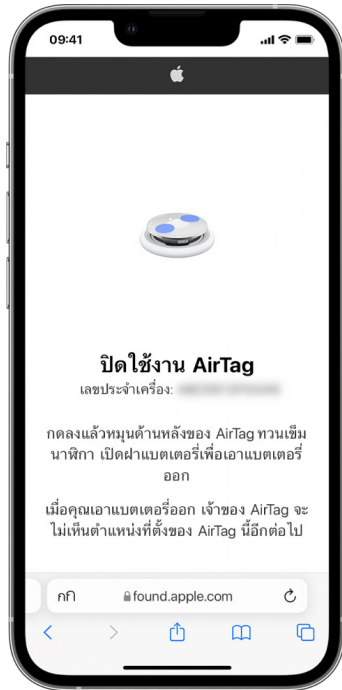 09:41
ปิดใช้งาน AirTag
เลขประจำเครื่อง:
กดลงแล้วหมุนด้านหลังของ AirTag ทวนเข็ม
นาฬิกา เปิดฝาแบตเตอรี่เพื่อเอาแบตเตอรี่
ออก
เมื่อคุณเอาแบตเตอรี่ออก เจ้าของ AirTag จะ
ไม่เห็นตำแหน่งที่ตั้งของ AirTag นี้อีกต่อไป
กก found.apple.com